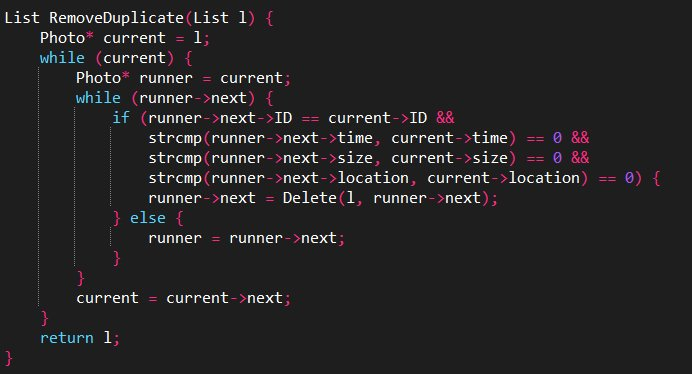 List RemoveDuplicate(List l) {
    Photo* current = l;
    while (current) {
        Photo* runner = current;
        while (runner->next) {
            if (runner->next->ID == current->ID &&
                strcmp(runner->next->time, current->time) == 0 &&
                strcmp(runner->next->size, current->size) == 0 &&
                strcmp(runner->next->location, current->location) == 0) {
                runner->next = Delete(l, runner->next);
            } else {
                runner = runner->next;
            }
        }
        current = current->next;
    }
    return l;
}